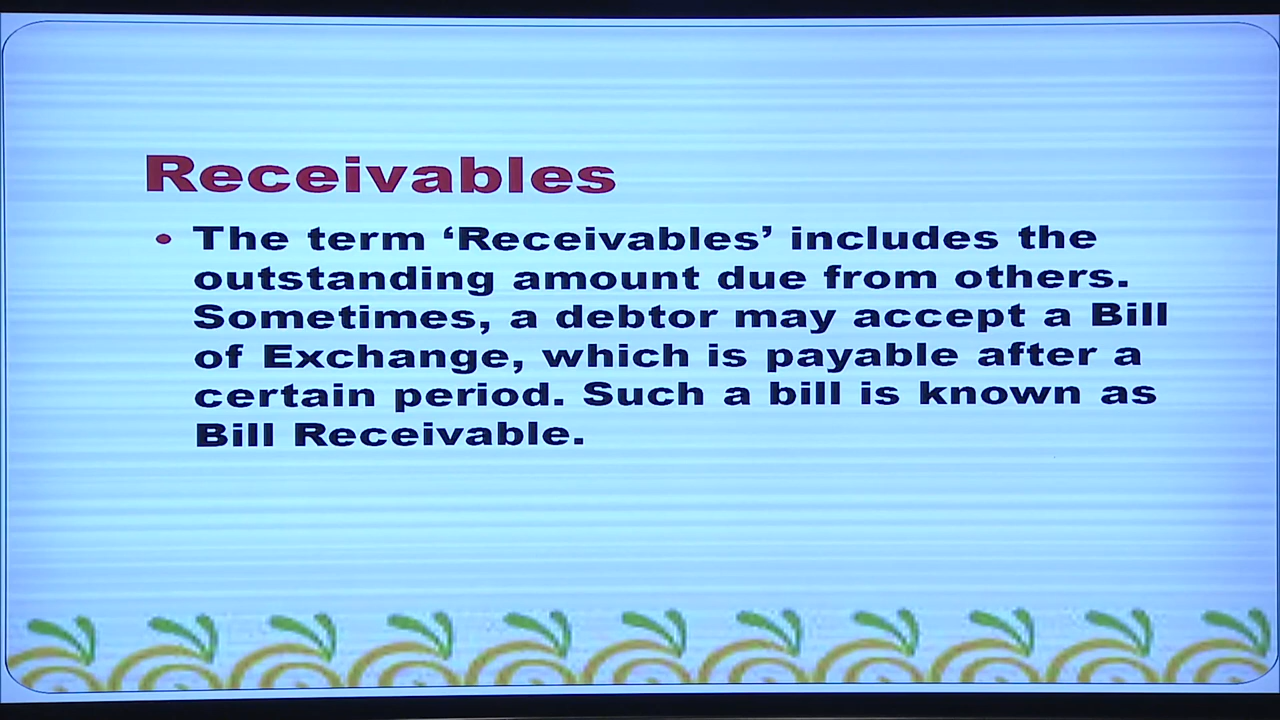 Receivables
• The term ‘Receivables’ includes the
outstanding amount due from others.
Sometimes, a debtor may accept a Bill
of Exchange, which is payable after a
certain period. Such a bill is known as
Bill Receivable.